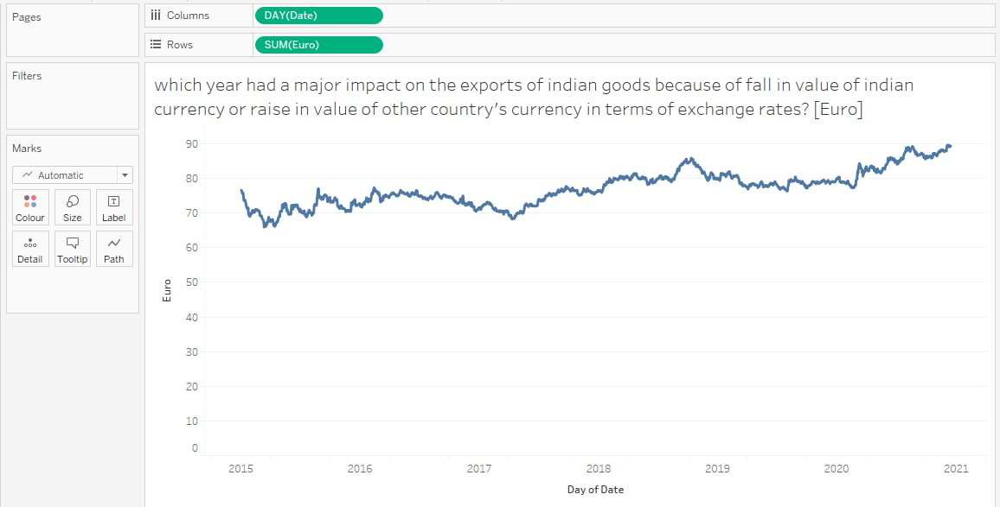 Pages
Columns
DAY(Date)
Rows
SUM(Euro)
Filters
Marks
Automatic
Colour
Size
Label
Detail
Tooltip
Path
which year had a major impact on the exports of indian goods because of fall in value of indian
currency or raise in value of other country's currency in terms of exchange rates? [Euro]
90
80
70
60
50
40
30
20
10
0
Euro
2015
2016
2017
2018
2019
2020
2021
Day of Date